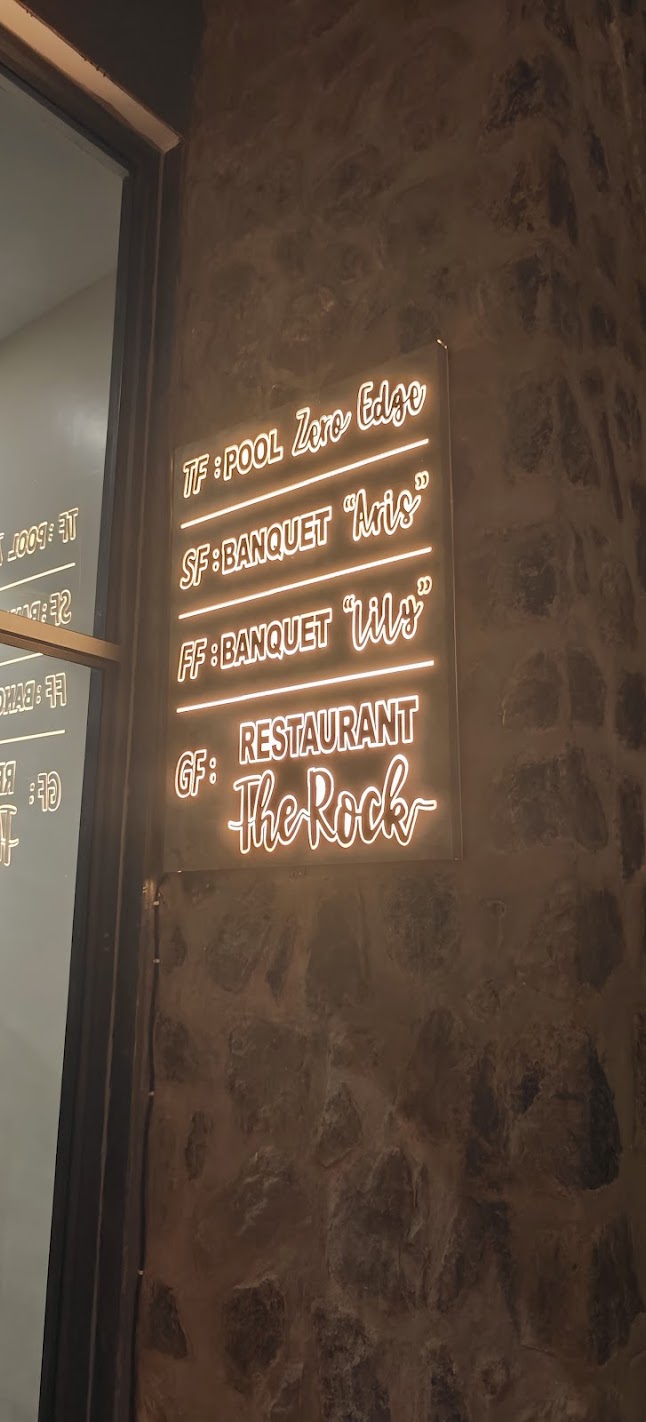 TF : POOL Zero Edge
SF : BANQUET "Aris"
FF : BANQUET "Lily"
GF : RESTAURANT
The Rock